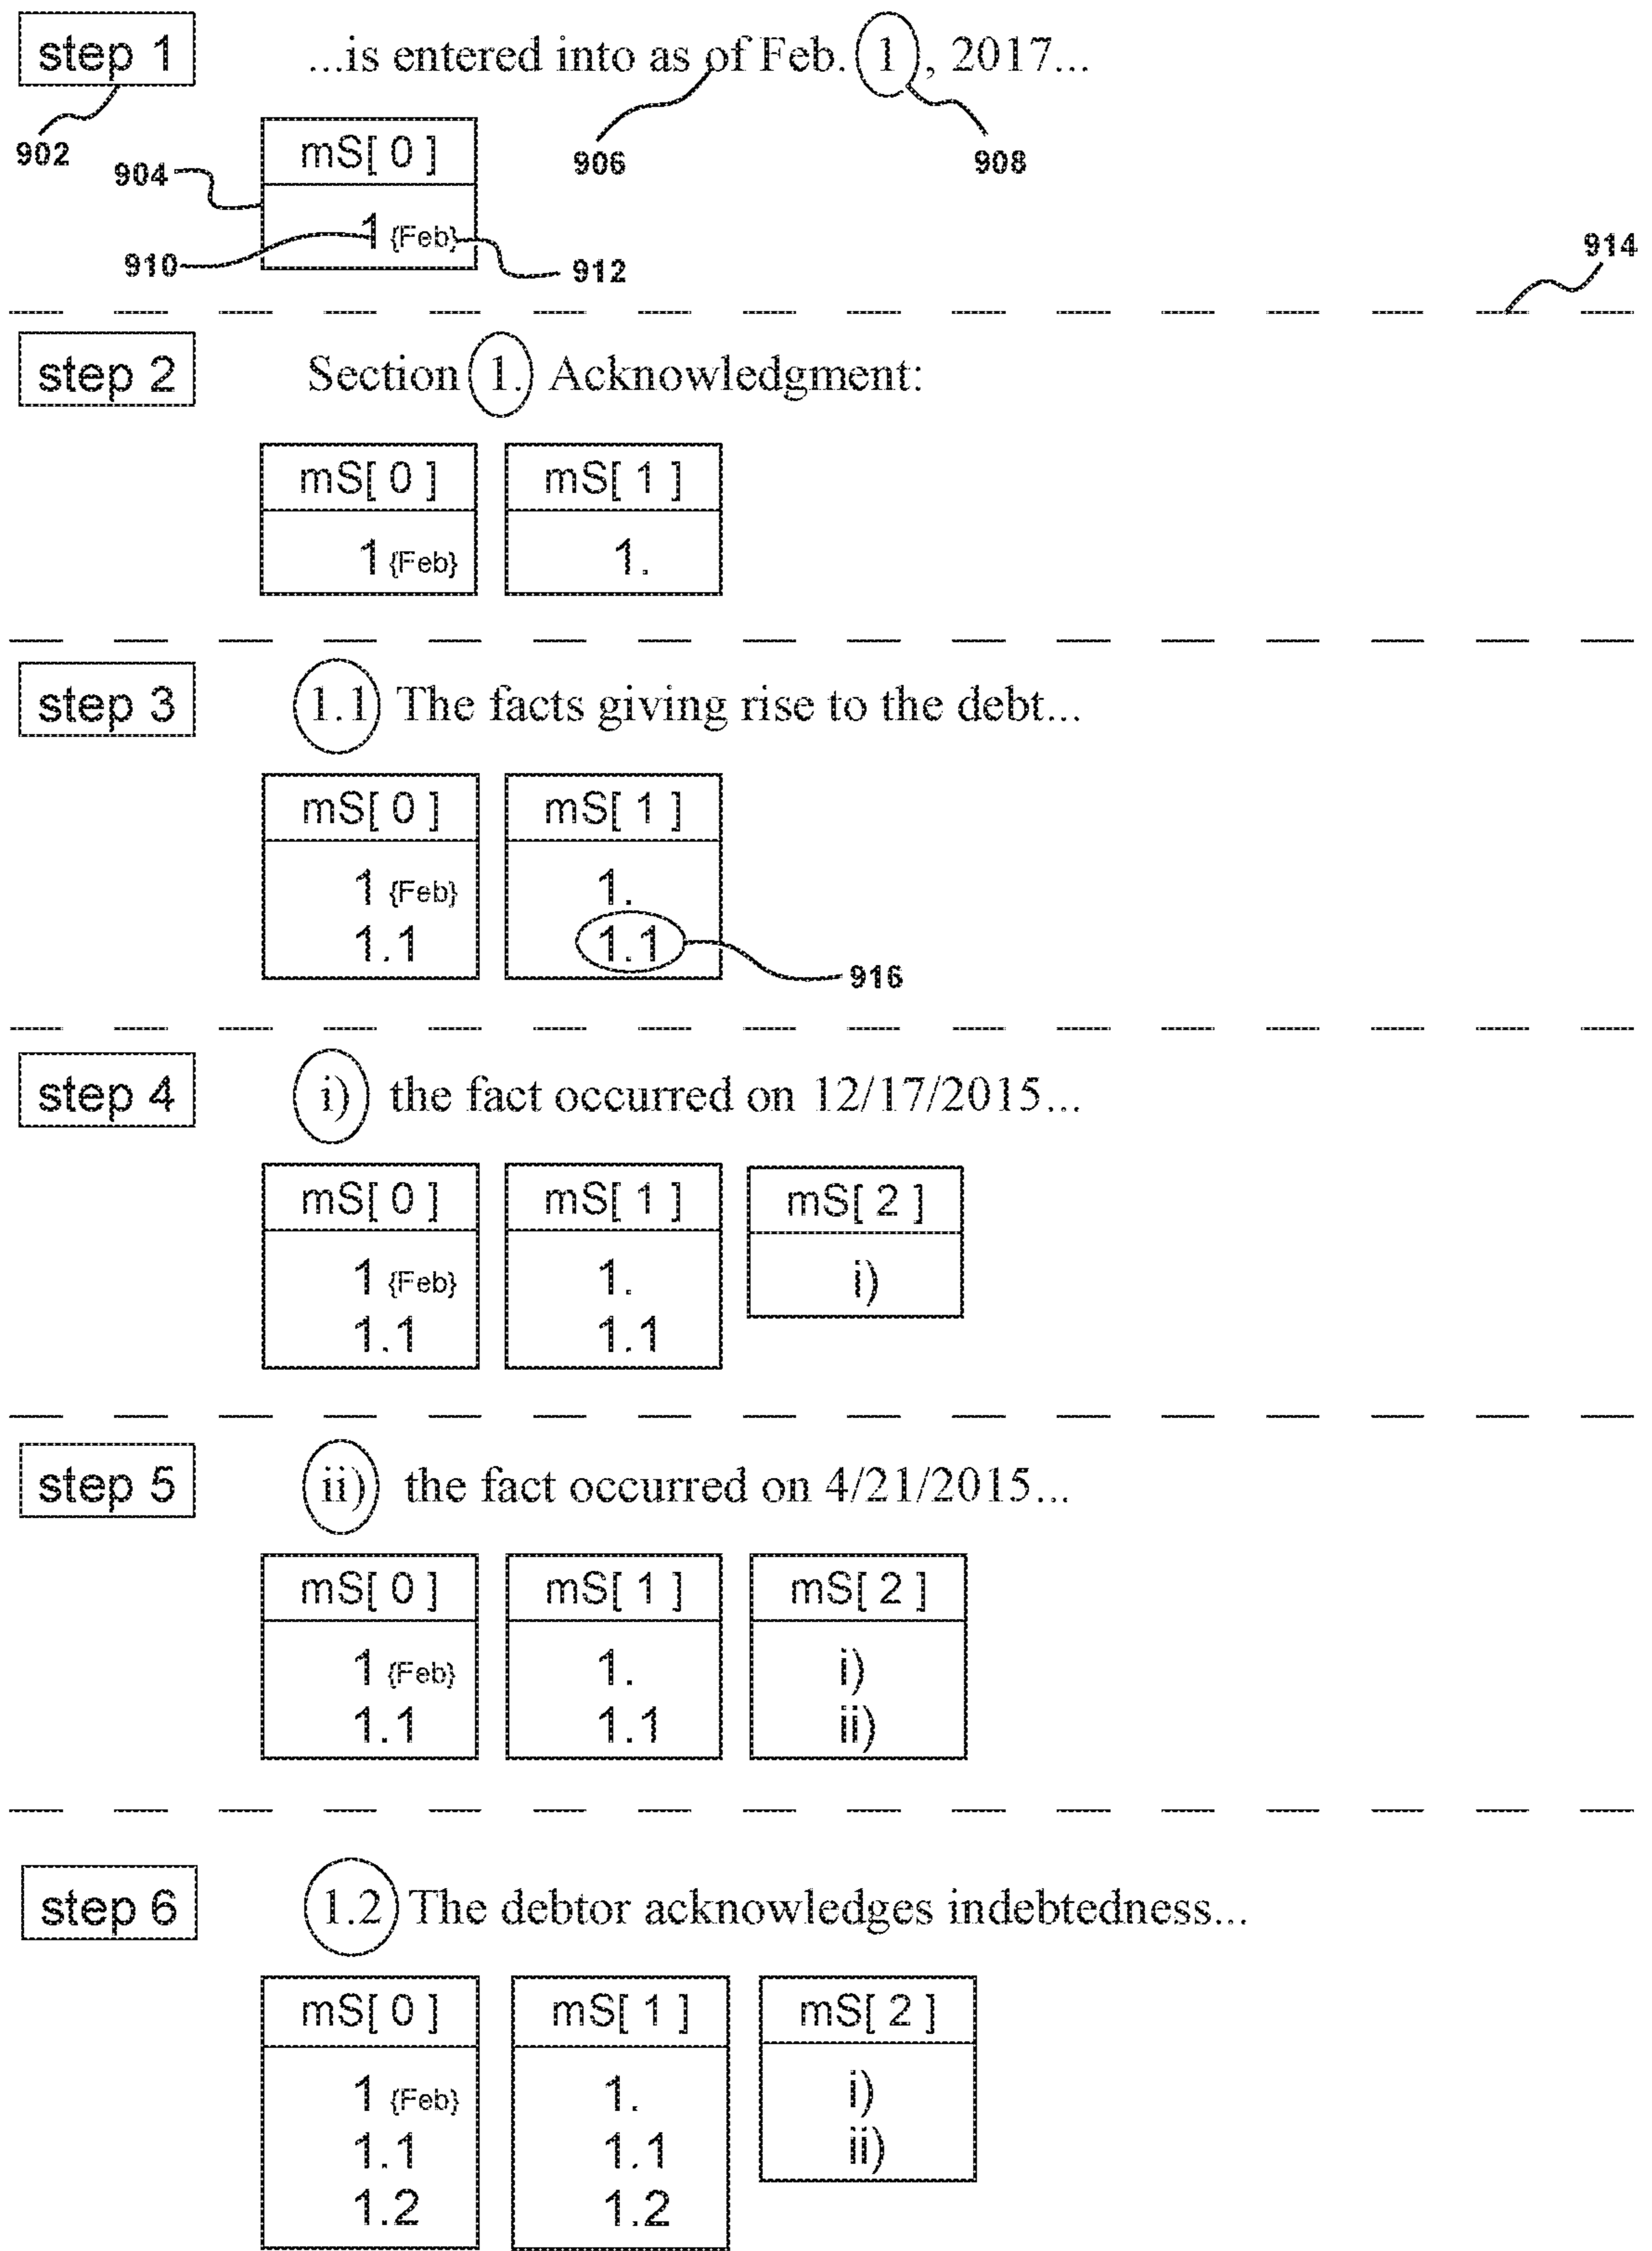 step 1 ...is entered into as of Feb. 1, 2017...
902 904 mS[ 0 ] 906 908
910 1 {Feb} 912 914
step 2 Section 1. Acknowledgment:
mS[ 0 ] mS[ 1 ]
1 {Feb} 1.
step 3 1.1 The facts giving rise to the debt...
mS[ 0 ] mS[ 1 ]
1 {Feb} 1.
1.1 1.1
916
step 4 i) the fact occurred on 12/17/2015...
mS[ 0 ] mS[ 1 ] mS[ 2 ]
1 {Feb} 1. i)
1.1 1.1
step 5 ii) the fact occurred on 4/21/2015...
mS[ 0 ] mS[ 1 ] mS[ 2 ]
1 {Feb} 1. i)
1.1 1.1 ii)
step 6 1.2 The debtor acknowledges indebtedness...
mS[ 0 ] mS[ 1 ] mS[ 2 ]
1 {Feb} 1. i)
1.1 1.1 ii)
1.2 1.2